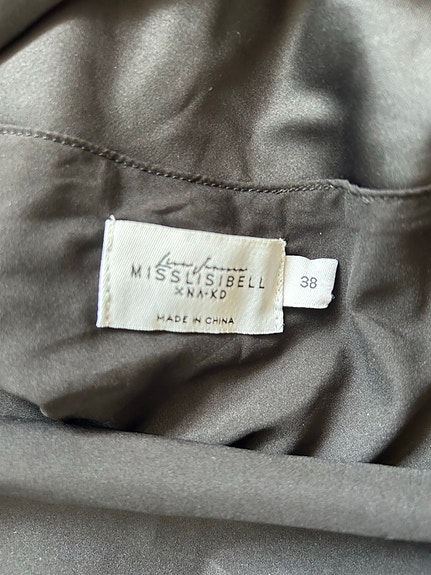 MISSLISIBELL
XNA-KD
MADE IN CHINA
38